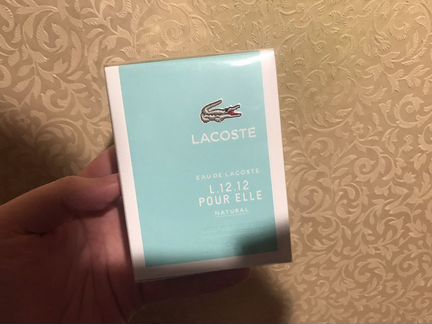 LACOSTE
EAU DE LACOSTE
L.12.12
POUR ELLE
NATURAL